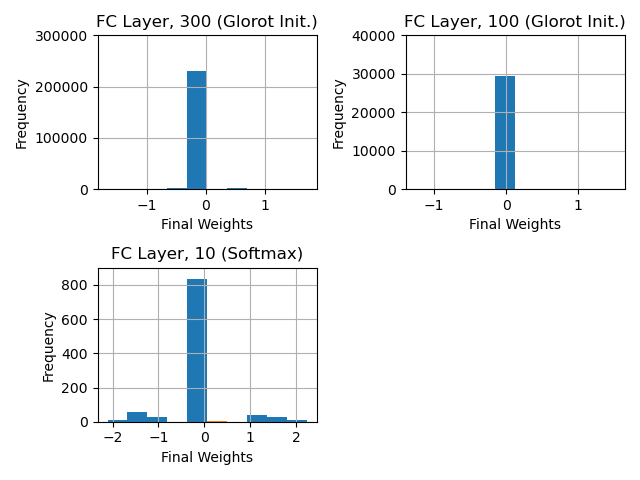 FC Layer, 300 (Glorot Init.)
300000
200000
100000
0
Frequency
−1 0 1
Final Weights
FC Layer, 100 (Glorot Init.)
40000
30000
20000
10000
0
Frequency
−1 0 1
Final Weights
FC Layer, 10 (Softmax)
800
600
400
200
0
Frequency
−2 −1 0 1 2
Final Weights